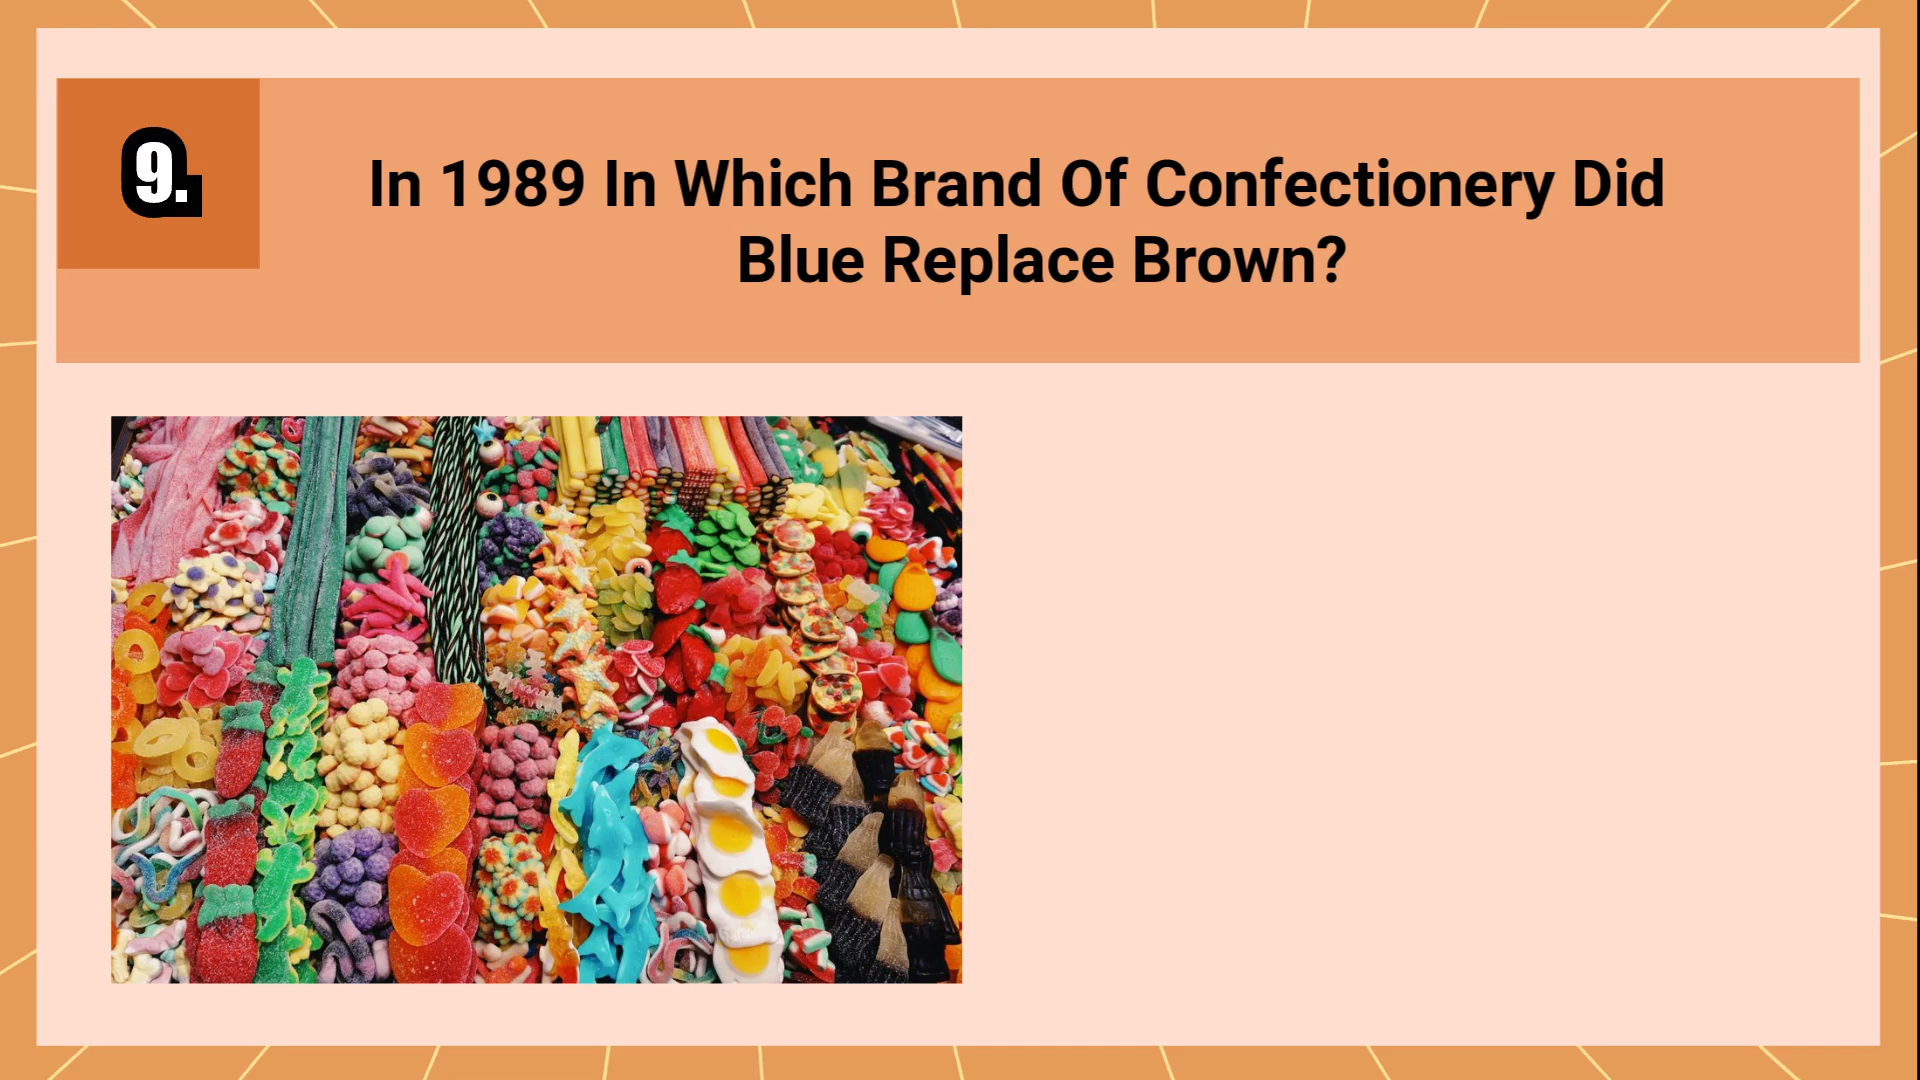 9.
In 1989 In Which Brand Of Confectionery Did
Blue Replace Brown?